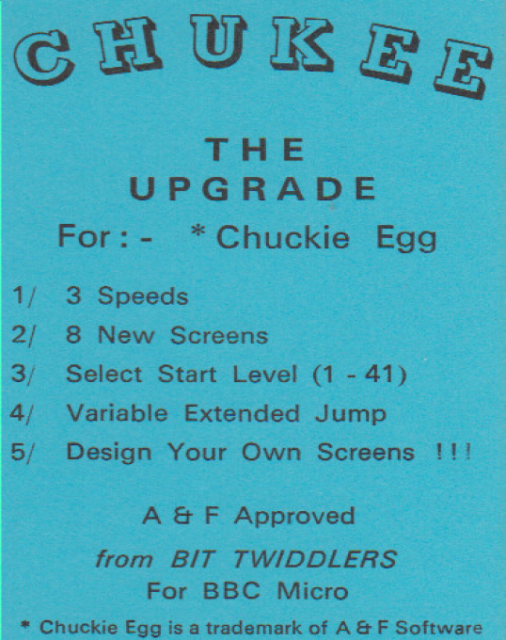 CHUKEE
THE
UPGRADE
For : - * Chuckie Egg
1/ 3 Speeds
2/ 8 New Screens
3/ Select Start Level (1 - 41)
4/ Variable Extended Jump
5/ Design Your Own Screens !!!
A & F Approved
from BIT TWIDDLERS
For BBC Micro
* Chuckie Egg is a trademark of A & F Software